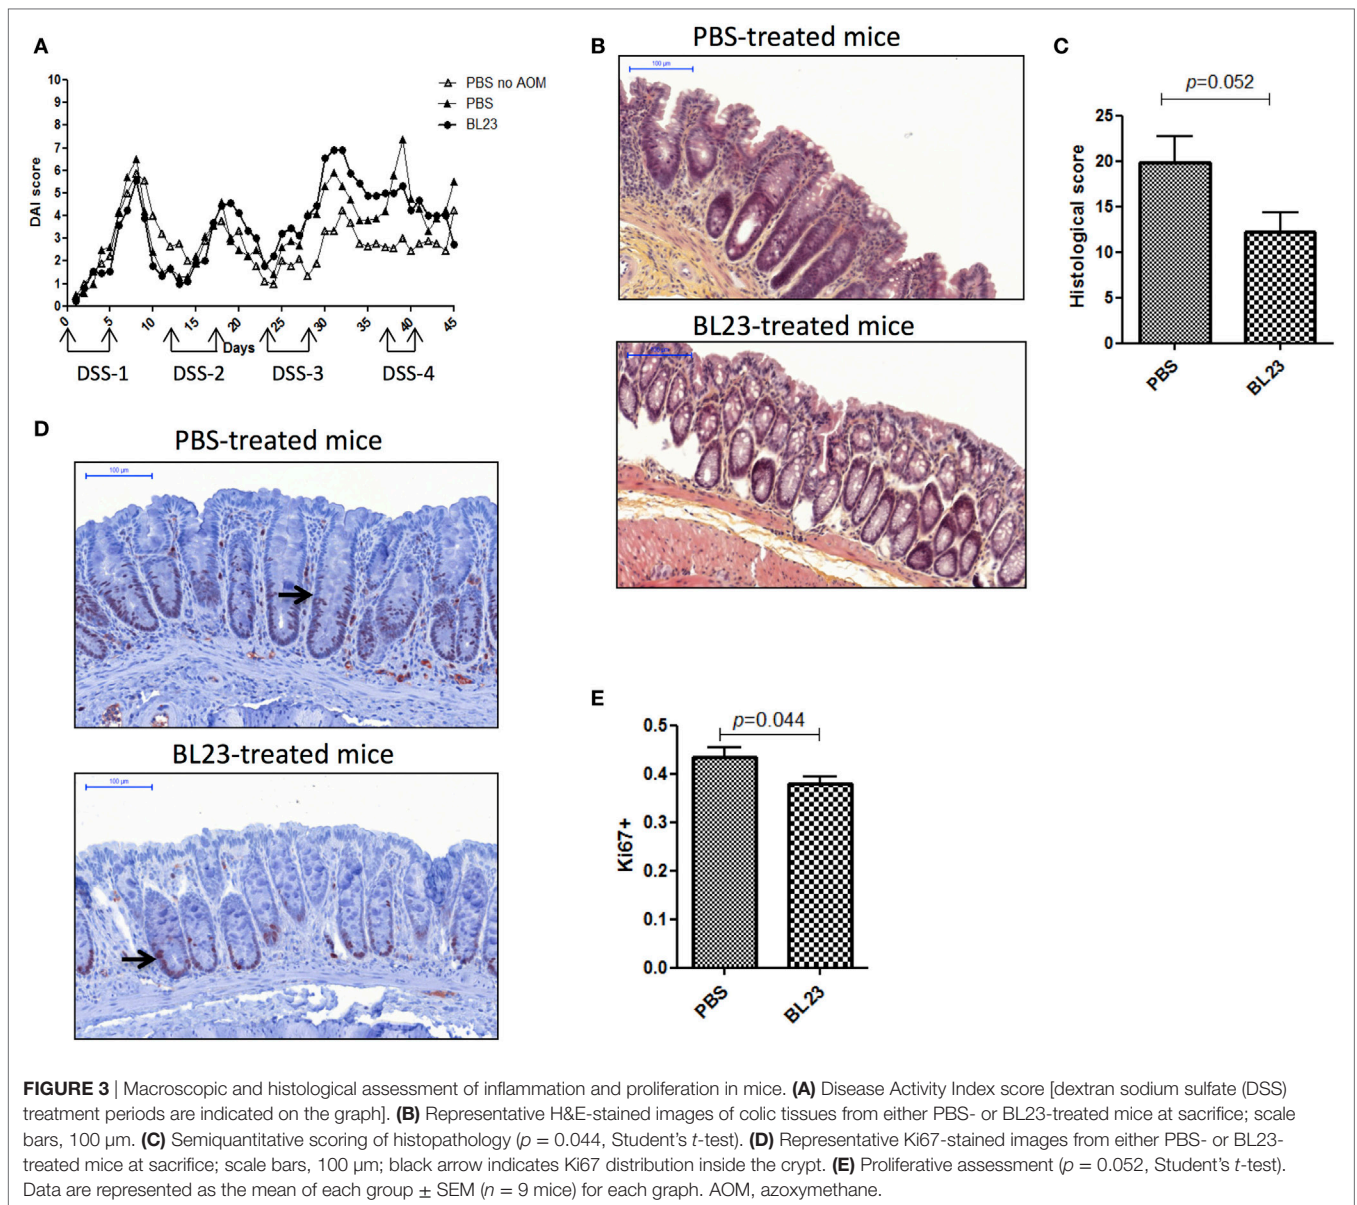 A
10
9
8
7
6
5
4
3
2
1
0
DAI score
0
5
10
15
20
25
30
35
40
45
Days
PBS no AOM
PBS
BL23
DSS-1
DSS-2
DSS-3
DSS-4
B
PBS-treated mice
100 µm
BL23-treated mice
C
p=0.052
25
20
15
10
5
0
Histological score
PBS
BL23
D
PBS-treated mice
100 µm
BL23-treated mice
100 µm
E
p=0.044
0.5
0.4
0.3
0.2
0.1
0.0
Ki67+
PBS
BL23
FIGURE 3 | Macroscopic and histological assessment of inflammation and proliferation in mice. (A) Disease Activity Index score [dextran sodium sulfate (DSS)
treatment periods are indicated on the graph]. (B) Representative H&E-stained images of colic tissues from either PBS- or BL23-treated mice at sacrifice; scale
bars, 100 µm. (C) Semiquantitative scoring of histopathology (p = 0.044, Student's t-test). (D) Representative Ki67-stained images from either PBS- or BL23-
treated mice at sacrifice; scale bars, 100 µm; black arrow indicates Ki67 distribution inside the crypt. (E) Proliferative assessment (p = 0.052, Student's t-test).
Data are represented as the mean of each group ± SEM (n = 9 mice) for each graph. AOM, azoxymethane.